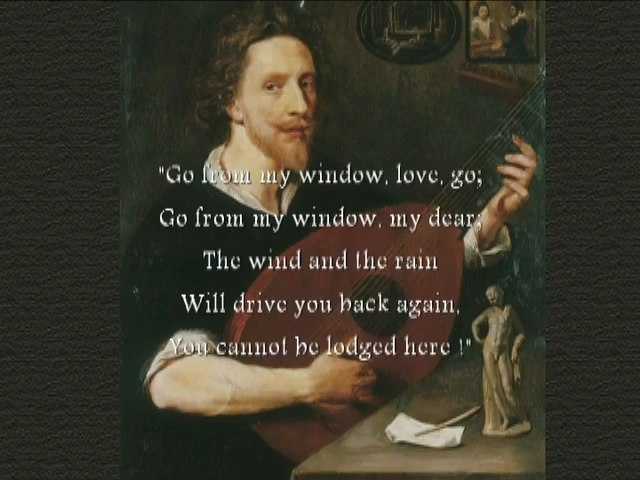 "Go from my window, love, go;
Go from my window, my dear;
The wind and the rain
Will drive you back again,
You cannot be lodged here !"